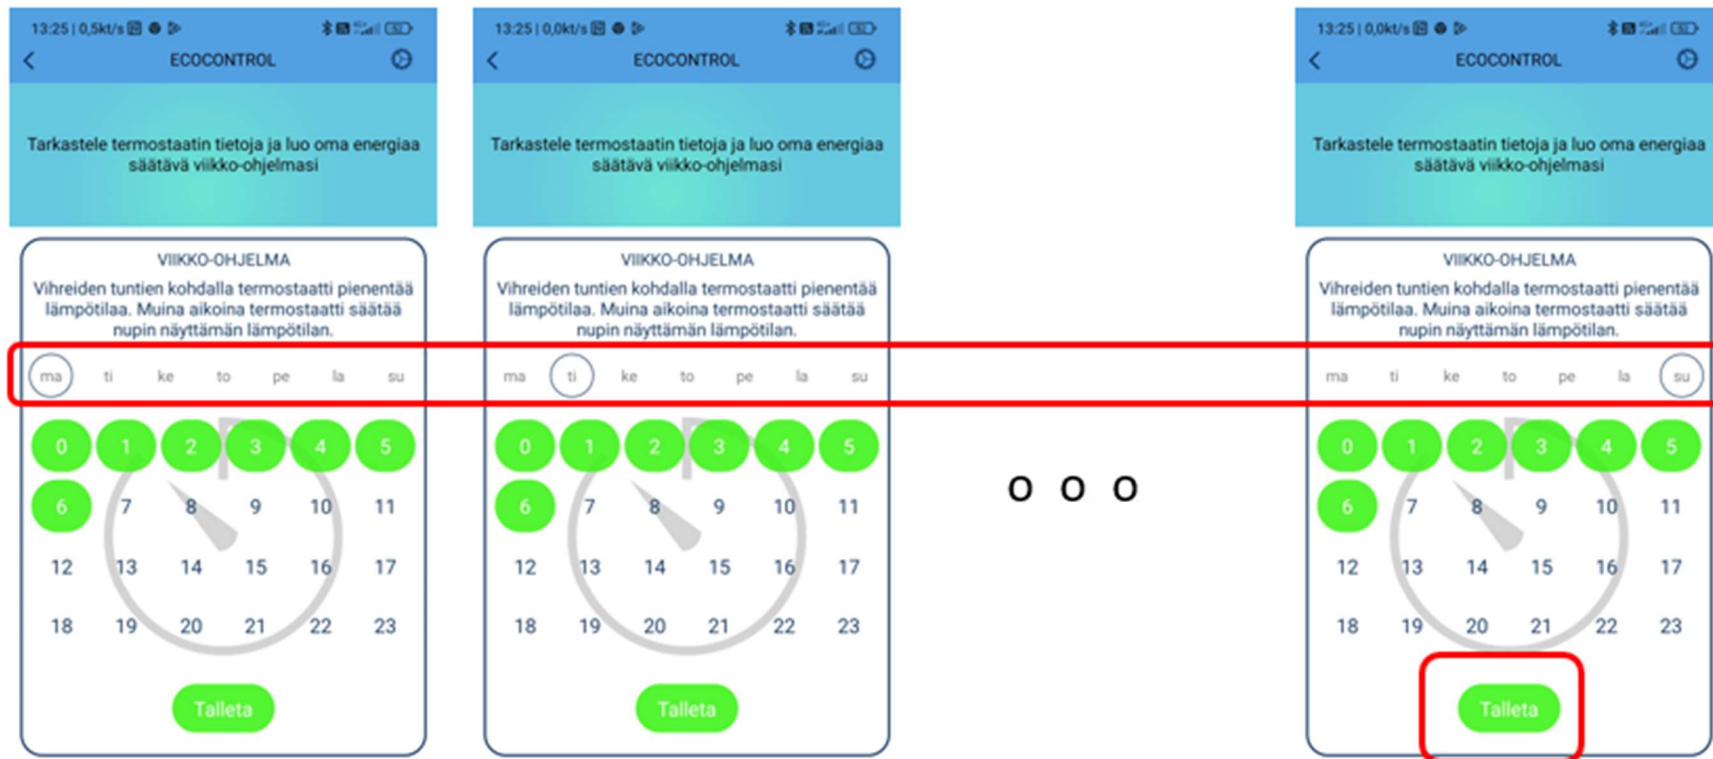 13:25 | 0,5kt/s
ECOCONTROL
Tarkastele termostaatin tietoja ja luo oma energiaa
säätävä viikko-ohjelmasi
VIIKKO-OHJELMA
Vihreiden tuntien kohdalla termostaatti pienentää
lämpötilaa. Muina aikoina termostaatti säätää
nupin näyttämän lämpötilan.
ma ti ke to pe la su
0 1 2 3 4 5
6 7 8 9 10 11
12 13 14 15 16 17
18 19 20 21 22 23
Talleta
13:25 | 0,0kt/s
ECOCONTROL
Tarkastele termostaatin tietoja ja luo oma energiaa
säätävä viikko-ohjelmasi
VIIKKO-OHJELMA
Vihreiden tuntien kohdalla termostaatti pienentää
lämpötilaa. Muina aikoina termostaatti säätää
nupin näyttämän lämpötilan.
ma ti ke to pe la su
0 1 2 3 4 5
6 7 8 9 10 11
12 13 14 15 16 17
18 19 20 21 22 23
Talleta
o o o
13:25 | 0,0kt/s
ECOCONTROL
Tarkastele termostaatin tietoja ja luo oma energiaa
säätävä viikko-ohjelmasi
VIIKKO-OHJELMA
Vihreiden tuntien kohdalla termostaatti pienentää
lämpötilaa. Muina aikoina termostaatti säätää
nupin näyttämän lämpötilan.
ma ti ke to pe la su
0 1 2 3 4 5
6 7 8 9 10 11
12 13 14 15 16 17
18 19 20 21 22 23
Talleta